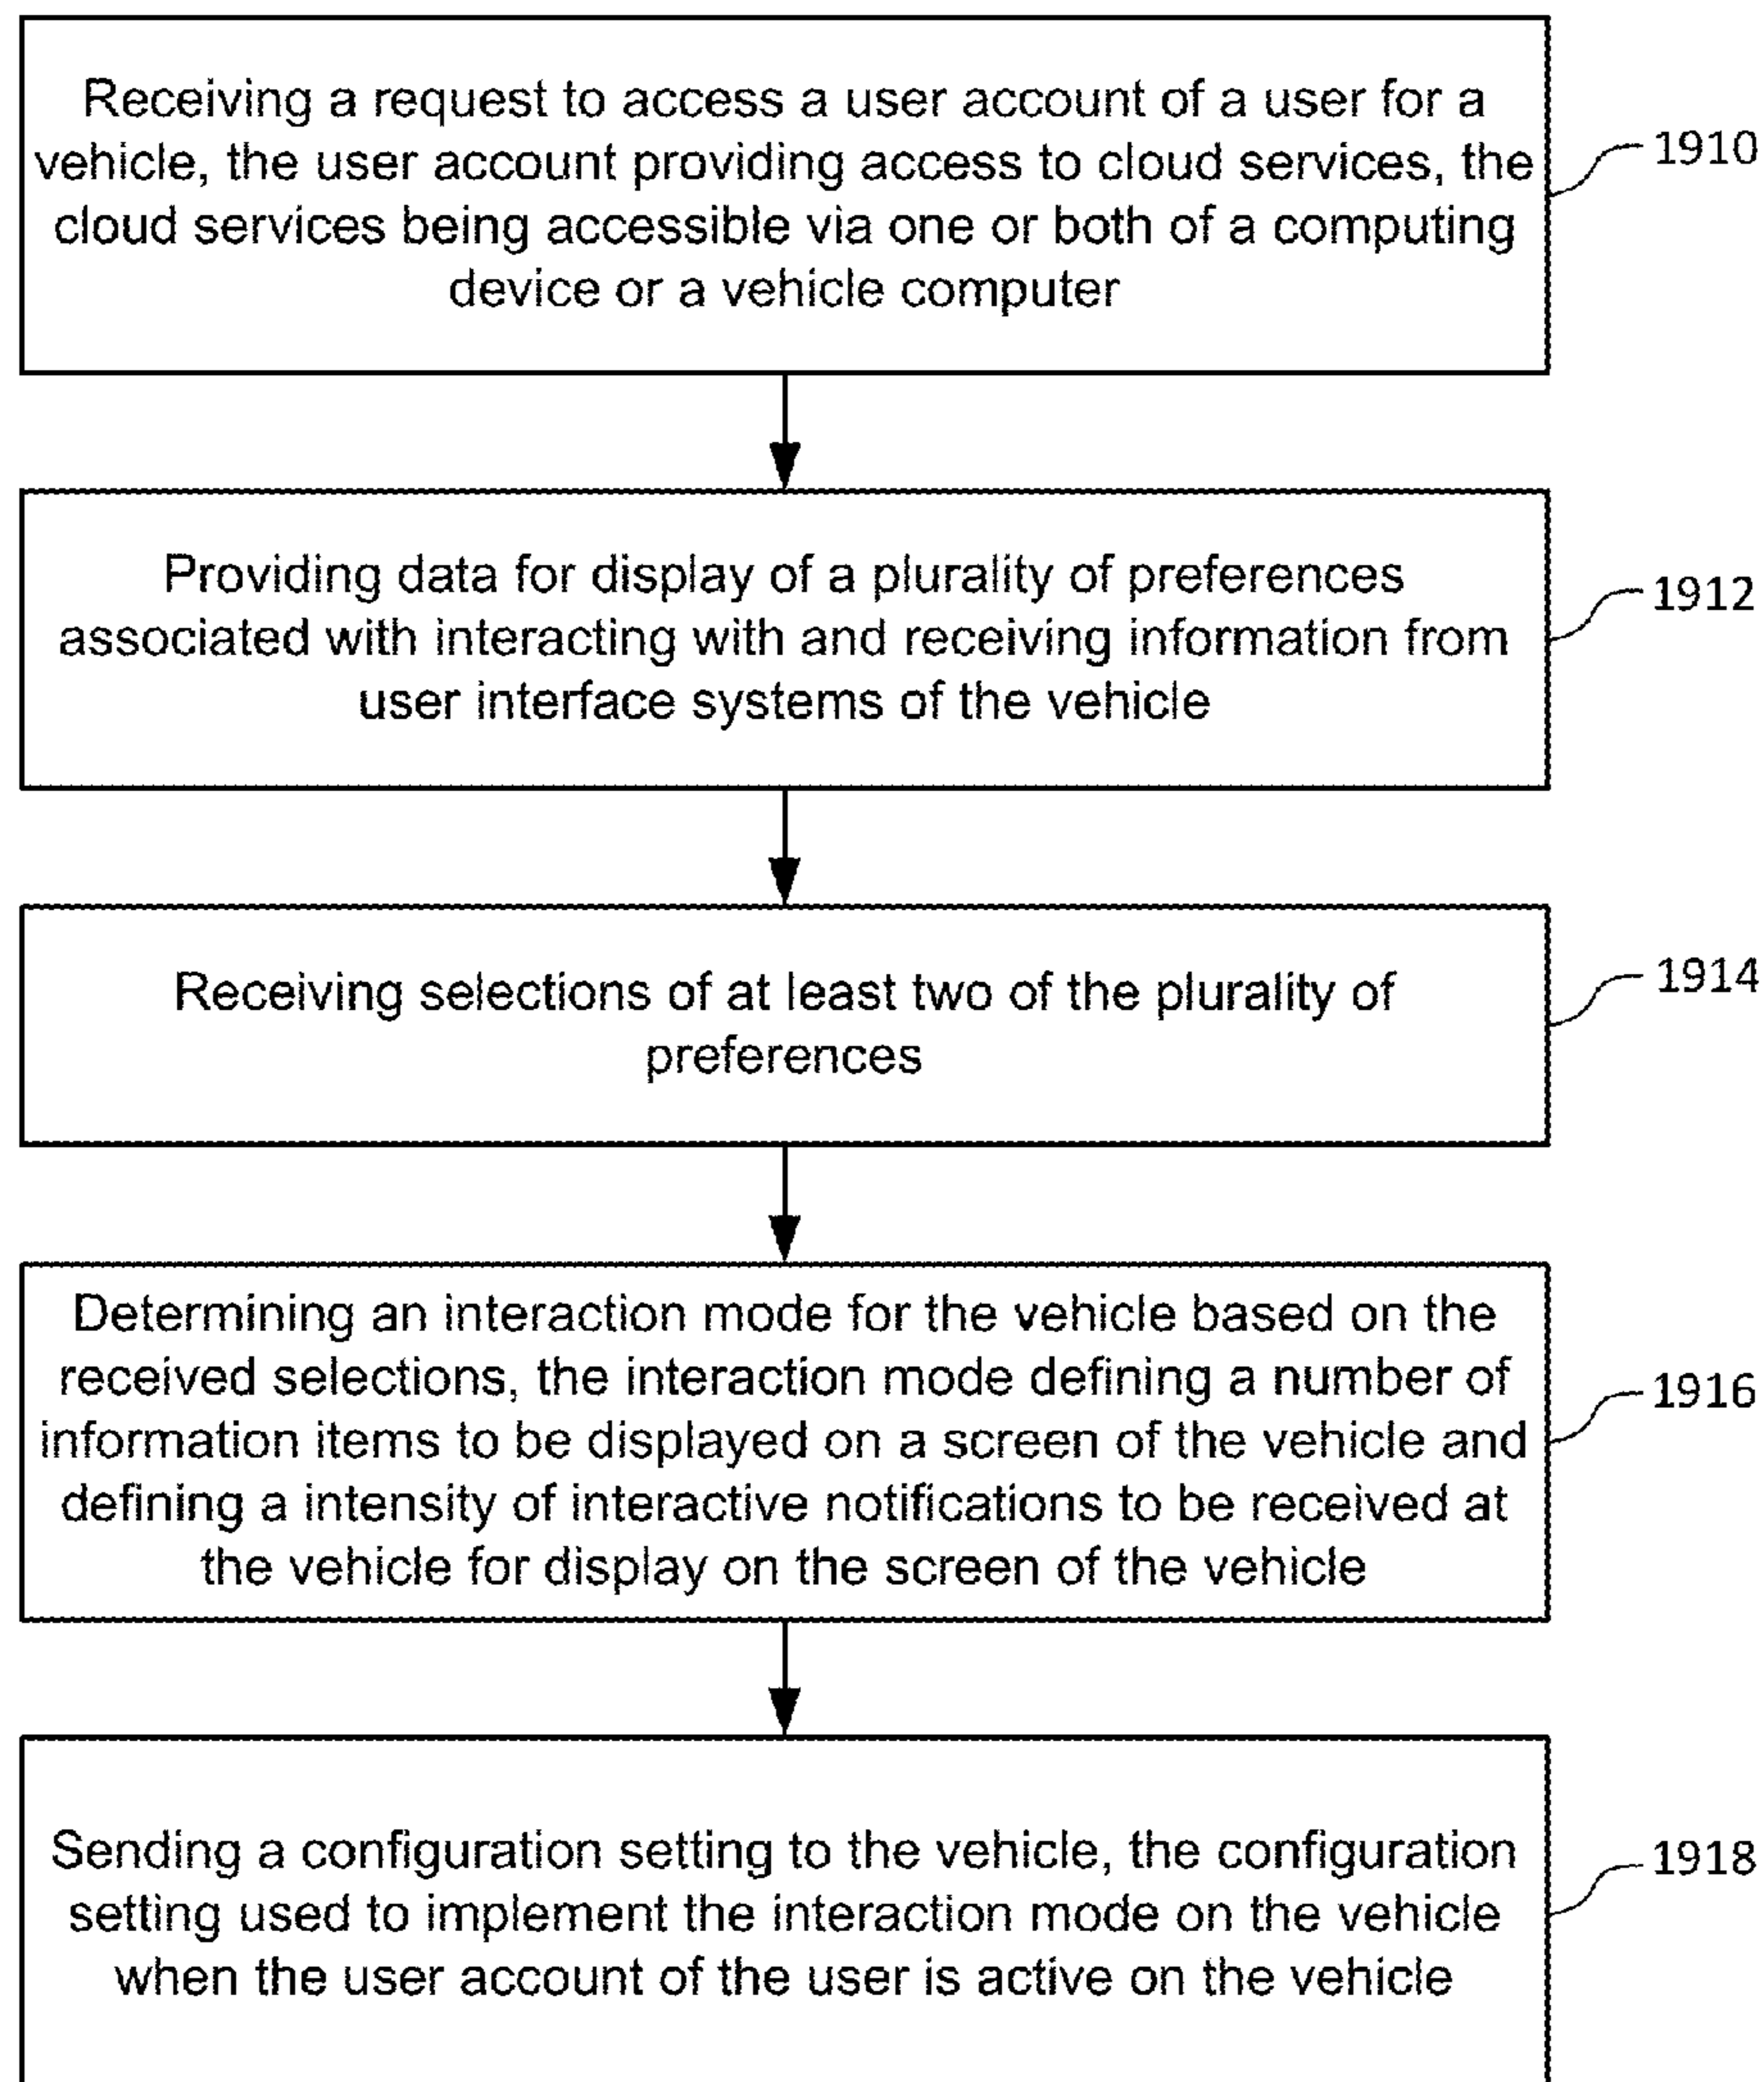 Receiving a request to access a user account of a user for a
vehicle, the user account providing access to cloud services, the
cloud services being accessible via one or both of a computing
device or a vehicle computer
1910
Providing data for display of a plurality of preferences
associated with interacting with and receiving information from
user interface systems of the vehicle
1912
Receiving selections of at least two of the plurality of
preferences
1914
Determining an interaction mode for the vehicle based on the
received selections, the interaction mode defining a number of
information items to be displayed on a screen of the vehicle and
defining a intensity of interactive notifications to be received at
the vehicle for display on the screen of the vehicle
1916
Sending a configuration setting to the vehicle, the configuration
setting used to implement the interaction mode on the vehicle
when the user account of the user is active on the vehicle
1918